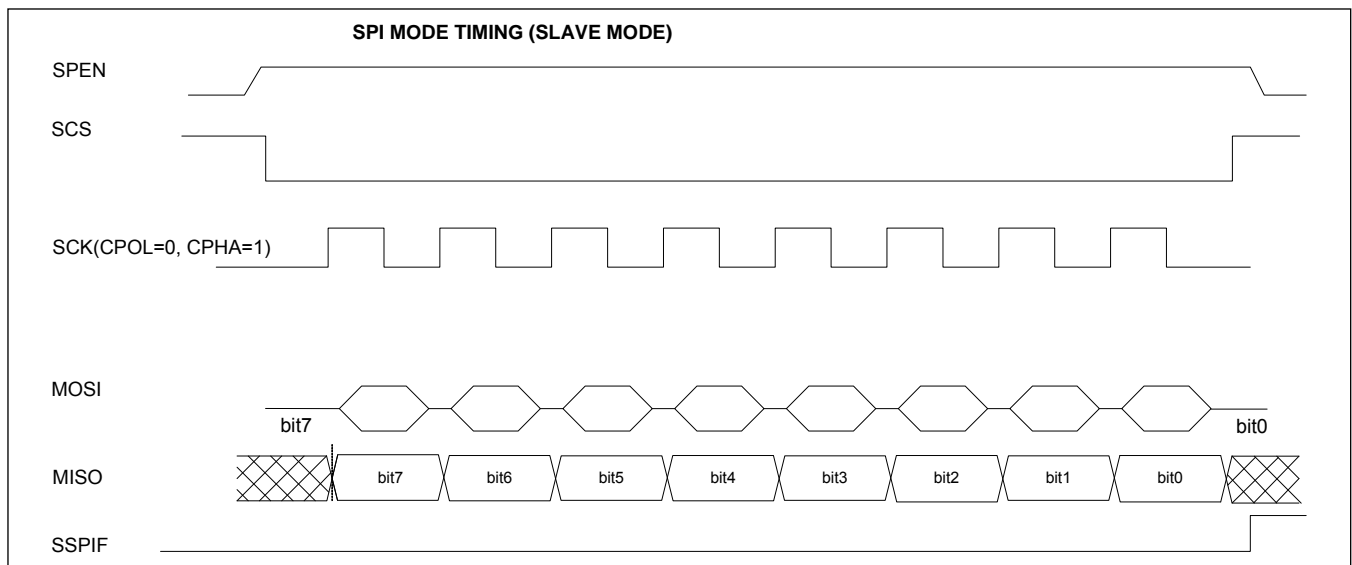 SPI MODE TIMING (SLAVE MODE)
SPEN
SCS
SCK(CPOL=0, CPHA=1)
MOSI
bit7 bit0
MISO bit7 bit6 bit5 bit4 bit3 bit2 bit1 bit0
SSPIF